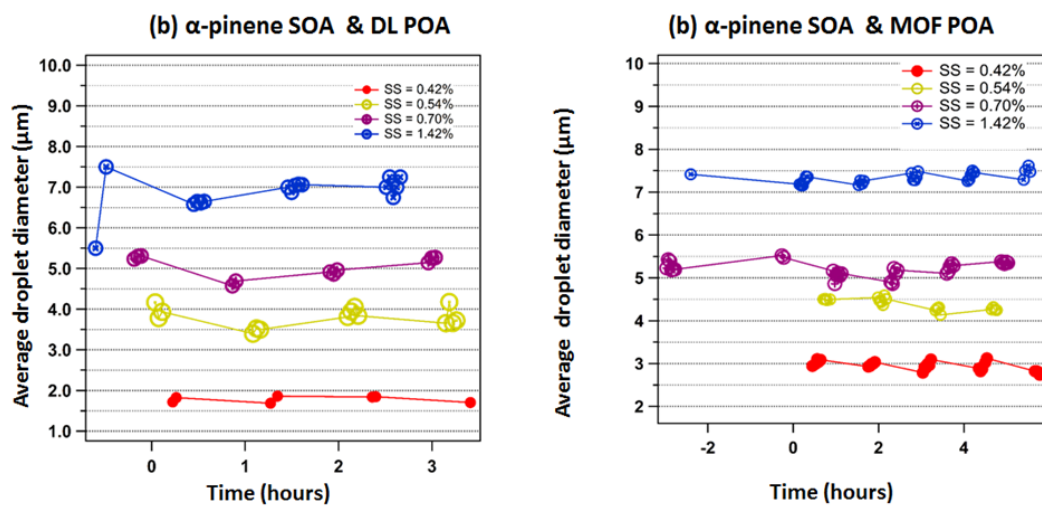 (b) α-pinene SOA & DL POA
10.0
9.0
8.0
7.0
6.0
5.0
4.0
3.0
2.0
1.0
Average droplet diameter (μm)
SS = 0.42%
SS = 0.54%
SS = 0.70%
SS = 1.42%
0 1 2 3
Time (hours)
(b) α-pinene SOA & MOF POA
10
9
8
7
6
5
4
3
2
Average droplet diameter (μm)
SS = 0.42%
SS = 0.54%
SS = 0.70%
SS = 1.42%
-2 0 2 4
Time (hours)